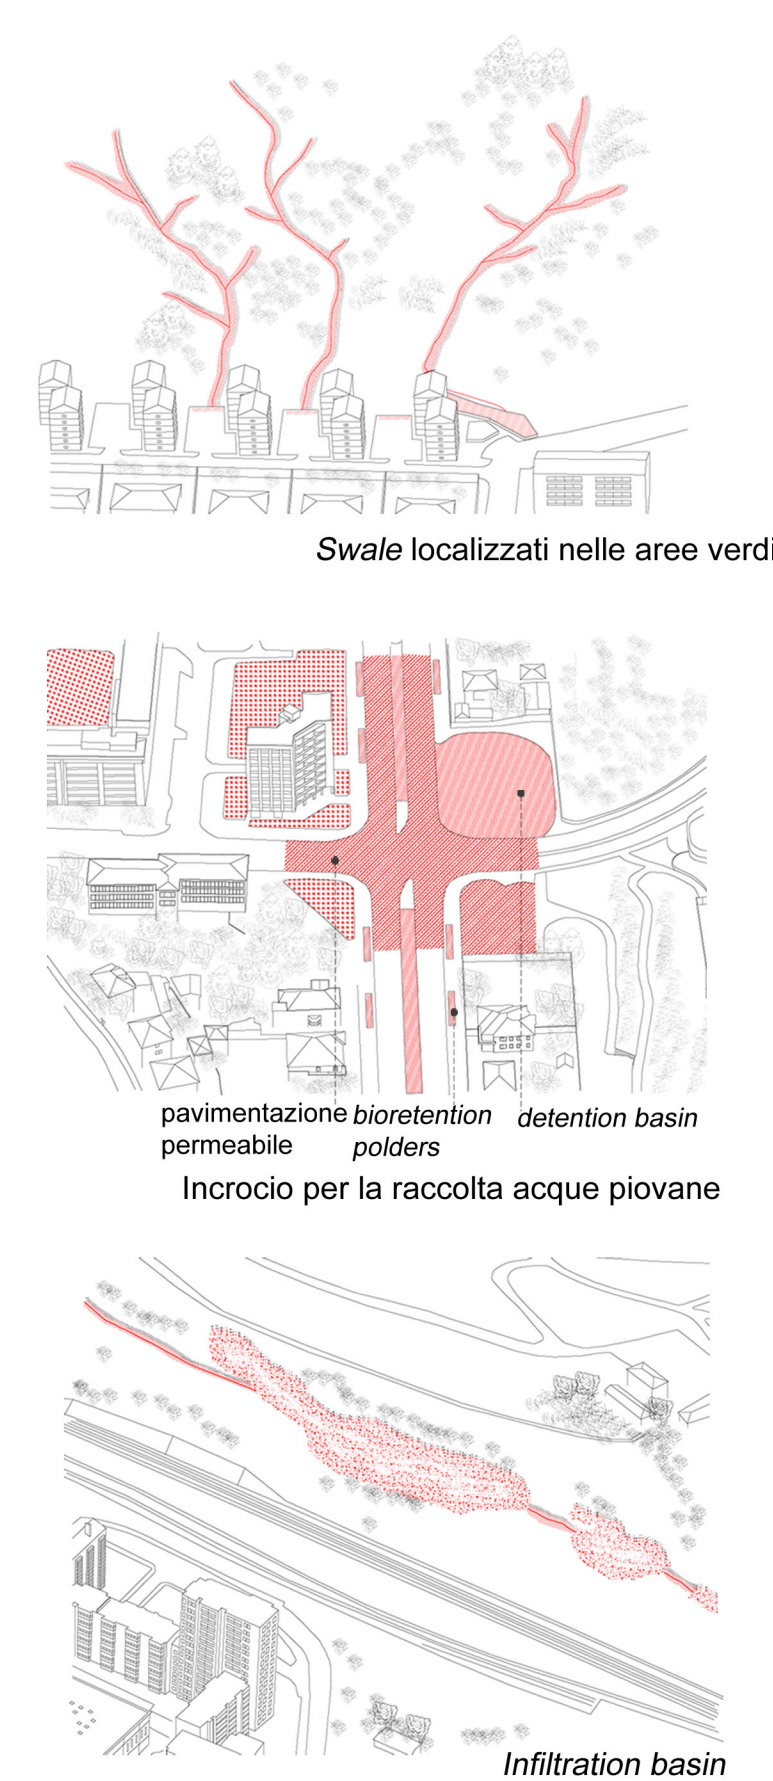 Swale localizzati nelle aree verdi
pavimentazione bioretention detention basin
permeabile polders
Incrocio per la raccolta acque piovane
Infiltration basin